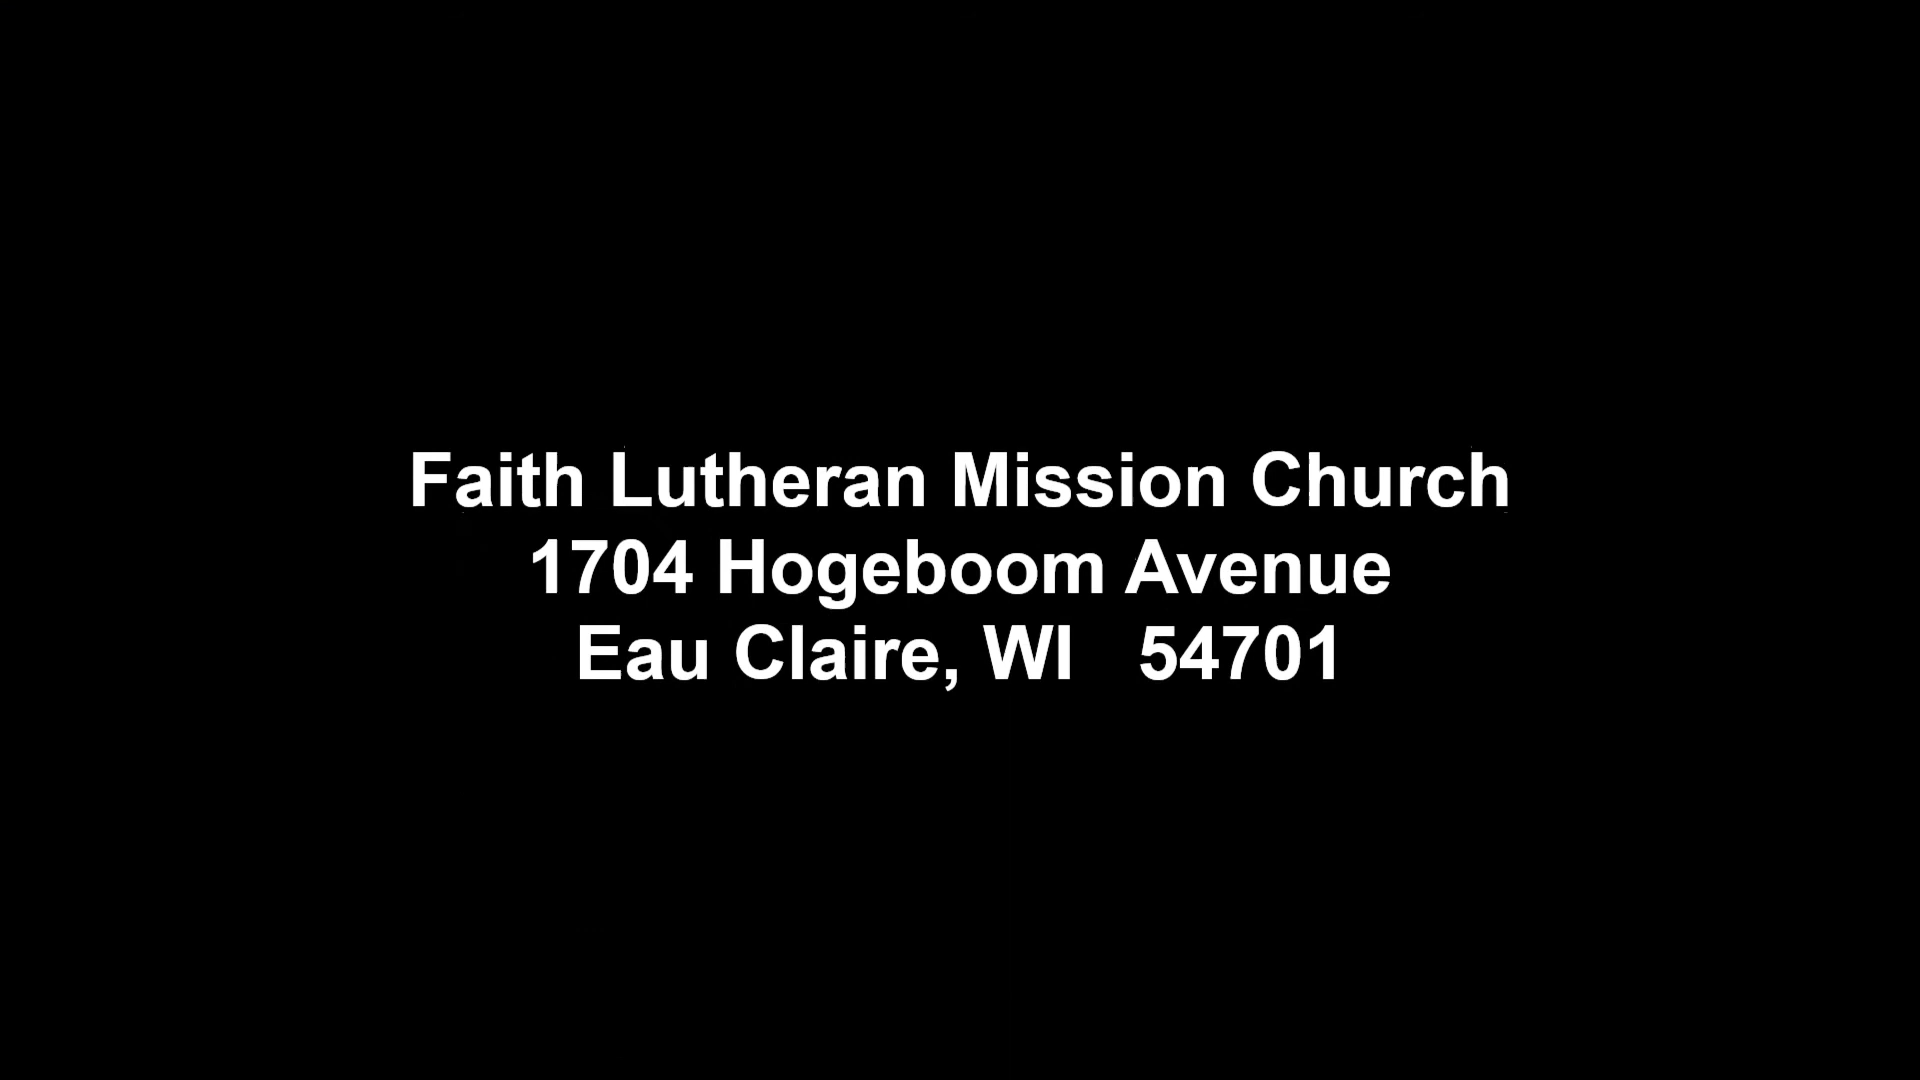 Faith Lutheran Mission Church
1704 Hogeboom Avenue
Eau Claire, WI   54701